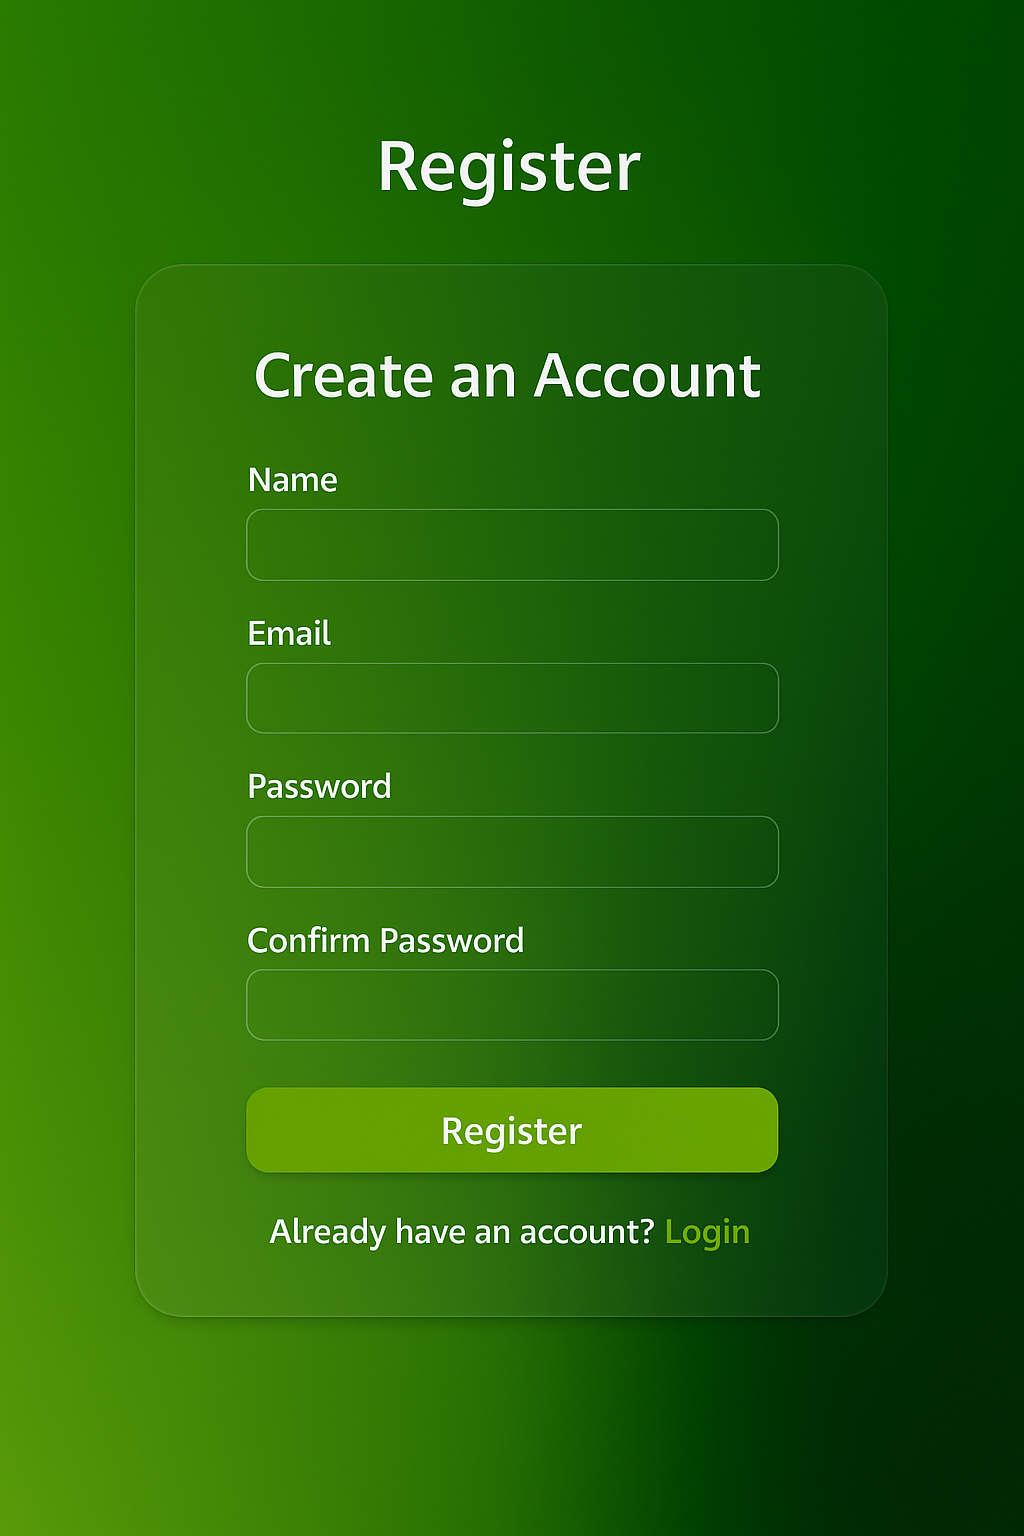 Register
Create an Account
Name
Email
Password
Confirm Password
Register
Already have an account? Login